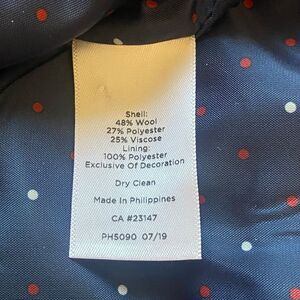 Shell:
48% Wool
27% Polyester
25% Viscose
Lining:
100% Polyester
Exclusive Of Decoration
Dry Clean
Made In Philippines
CA #23147
PH5090 07/19